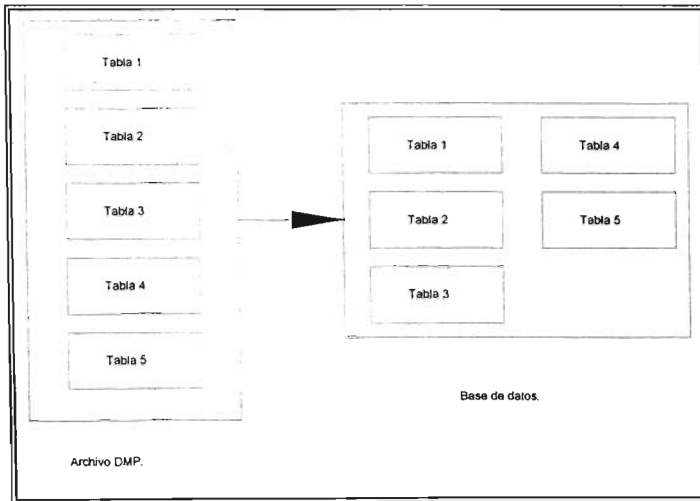 Tabla 1
Tabla 2
Tabla 3
Tabla 4
Tabla 5
Archivo DMP.
Tabla 1
Tabla 2
Tabla 3
Tabla 4
Tabla 5
Base de datos.